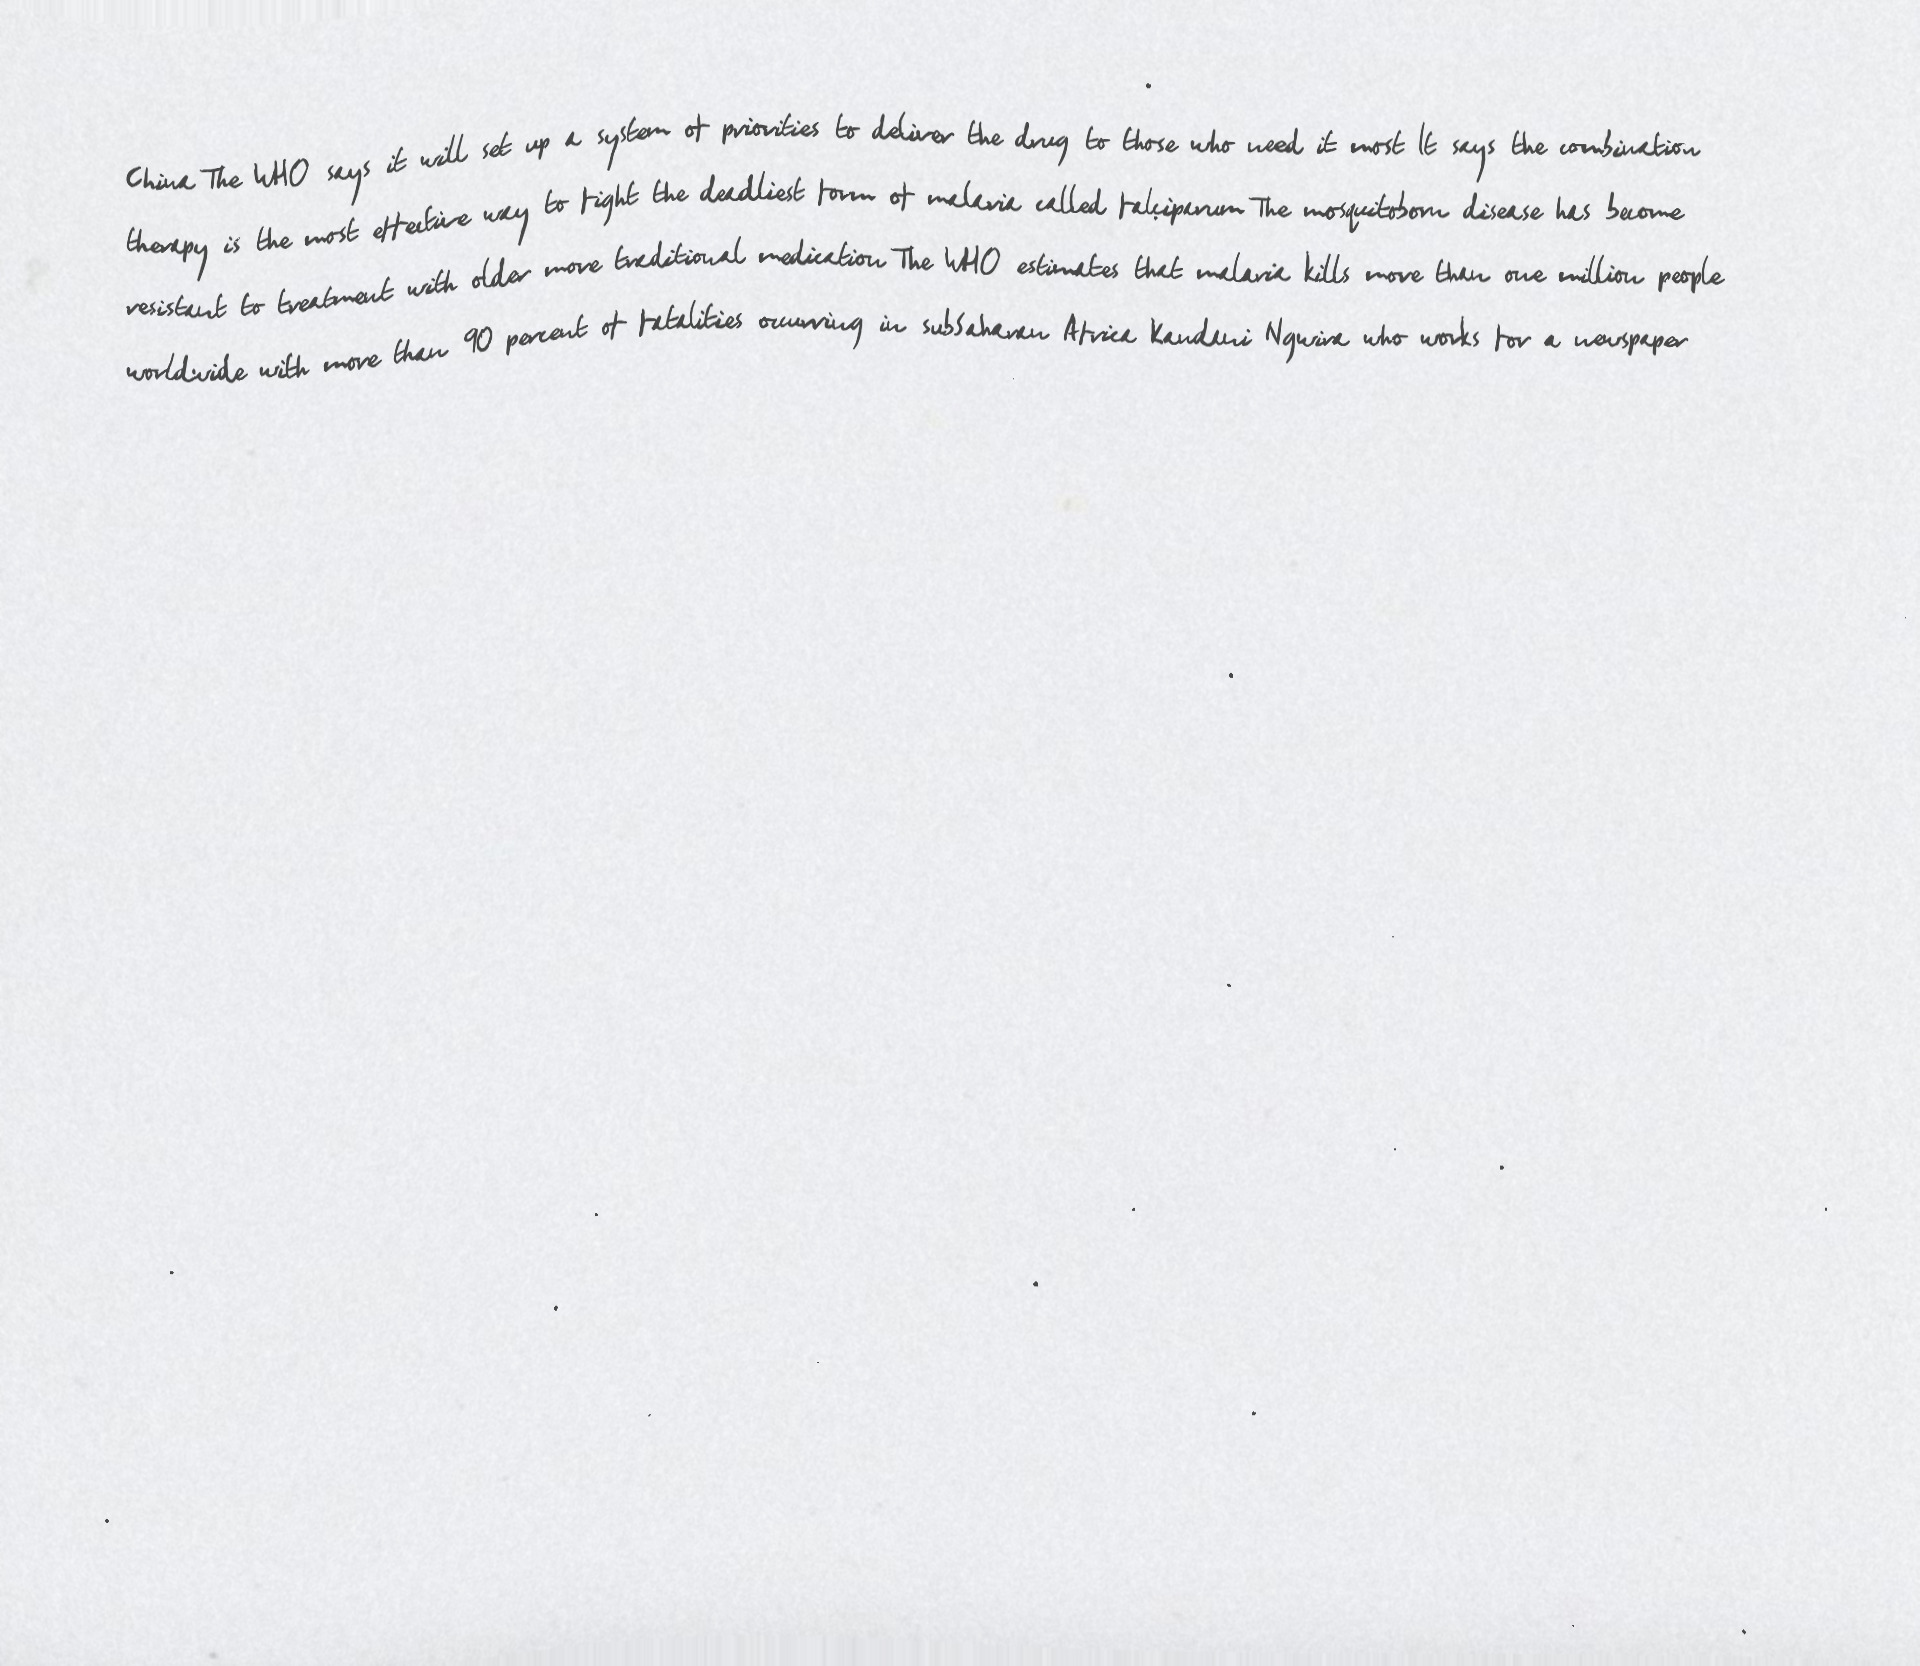 China The WHO says it will set up a system of priorities to deliver the drug to those who need it most It says the combination
therapy is the most effective way to fight the deadliest form of malaria called falciparum The mosquitoborn disease has become
resistant to treatment with older more traditional medication The WHO estimates that malaria kills more than one million people
worldwide with more than 90 percent of fatalities occurring in subSaharan Africa Kandani Ngwira who works for a newspaper